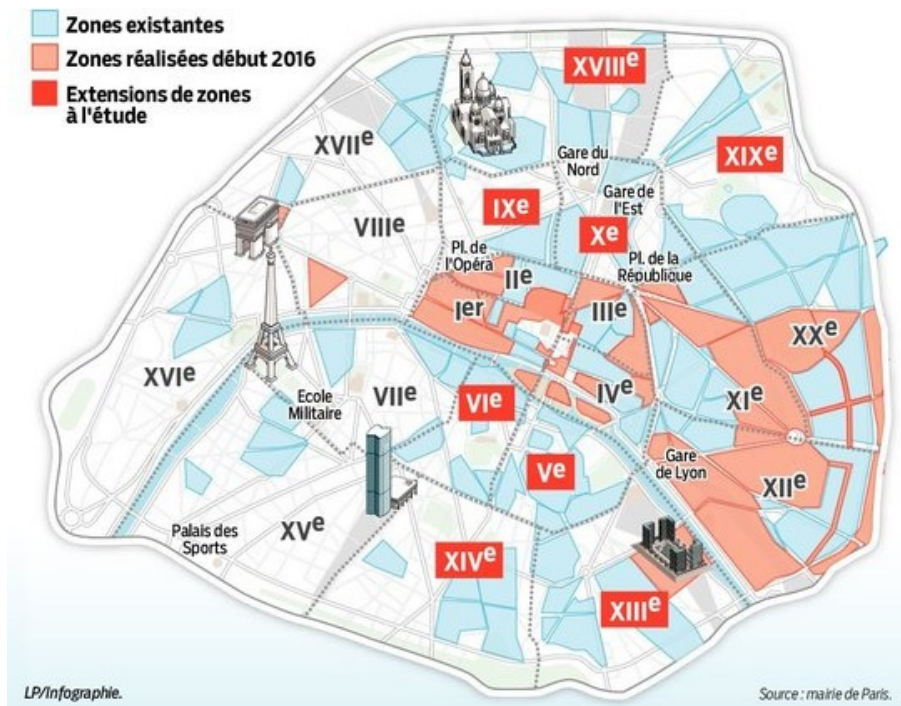 Zones existantes
Zones réalisées début 2016
Extensions de zones
à l'étude
XVIIIe
XVIIe
Gare du
Nord
XIXe
Gare de
l'Est
IXe
VIIIe
Xe
Pl. de
l'Opéra
Pl. de la
République
IIe
Ier
IIIe
XXe
XVIe
Ecole
Militaire
VIIe
VIe
IVe
XIe
Gare
de Lyon
Ve
XIIe
Palais des
Sports
XVe
XIVe
XIIIe
LP/Infographie.
Source : mairie de Paris.